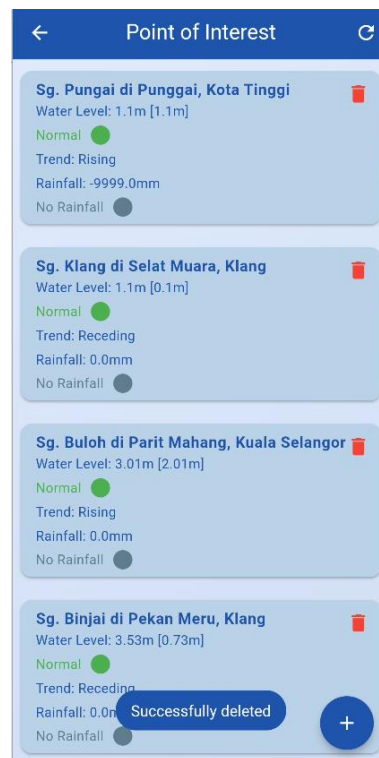 Point of Interest
Sg. Pungai di Punggai, Kota Tinggi
Water Level: 1.1m [1.1m]
Normal
Trend: Rising
Rainfall: -9999.0mm
No Rainfall
Sg. Klang di Selat Muara, Klang
Water Level: 1.1m [0.1m]
Normal
Trend: Receding
Rainfall: 0.0mm
No Rainfall
Sg. Buloh di Parit Mahang, Kuala Selangor
Water Level: 3.01m [2.01m]
Normal
Trend: Rising
Rainfall: 0.0mm
No Rainfall
Sg. Binjai di Pekan Meru, Klang
Water Level: 3.53m [0.73m]
Normal
Trend: Receding
Rainfall: 0.0m
Successfully deleted
No Rainfall